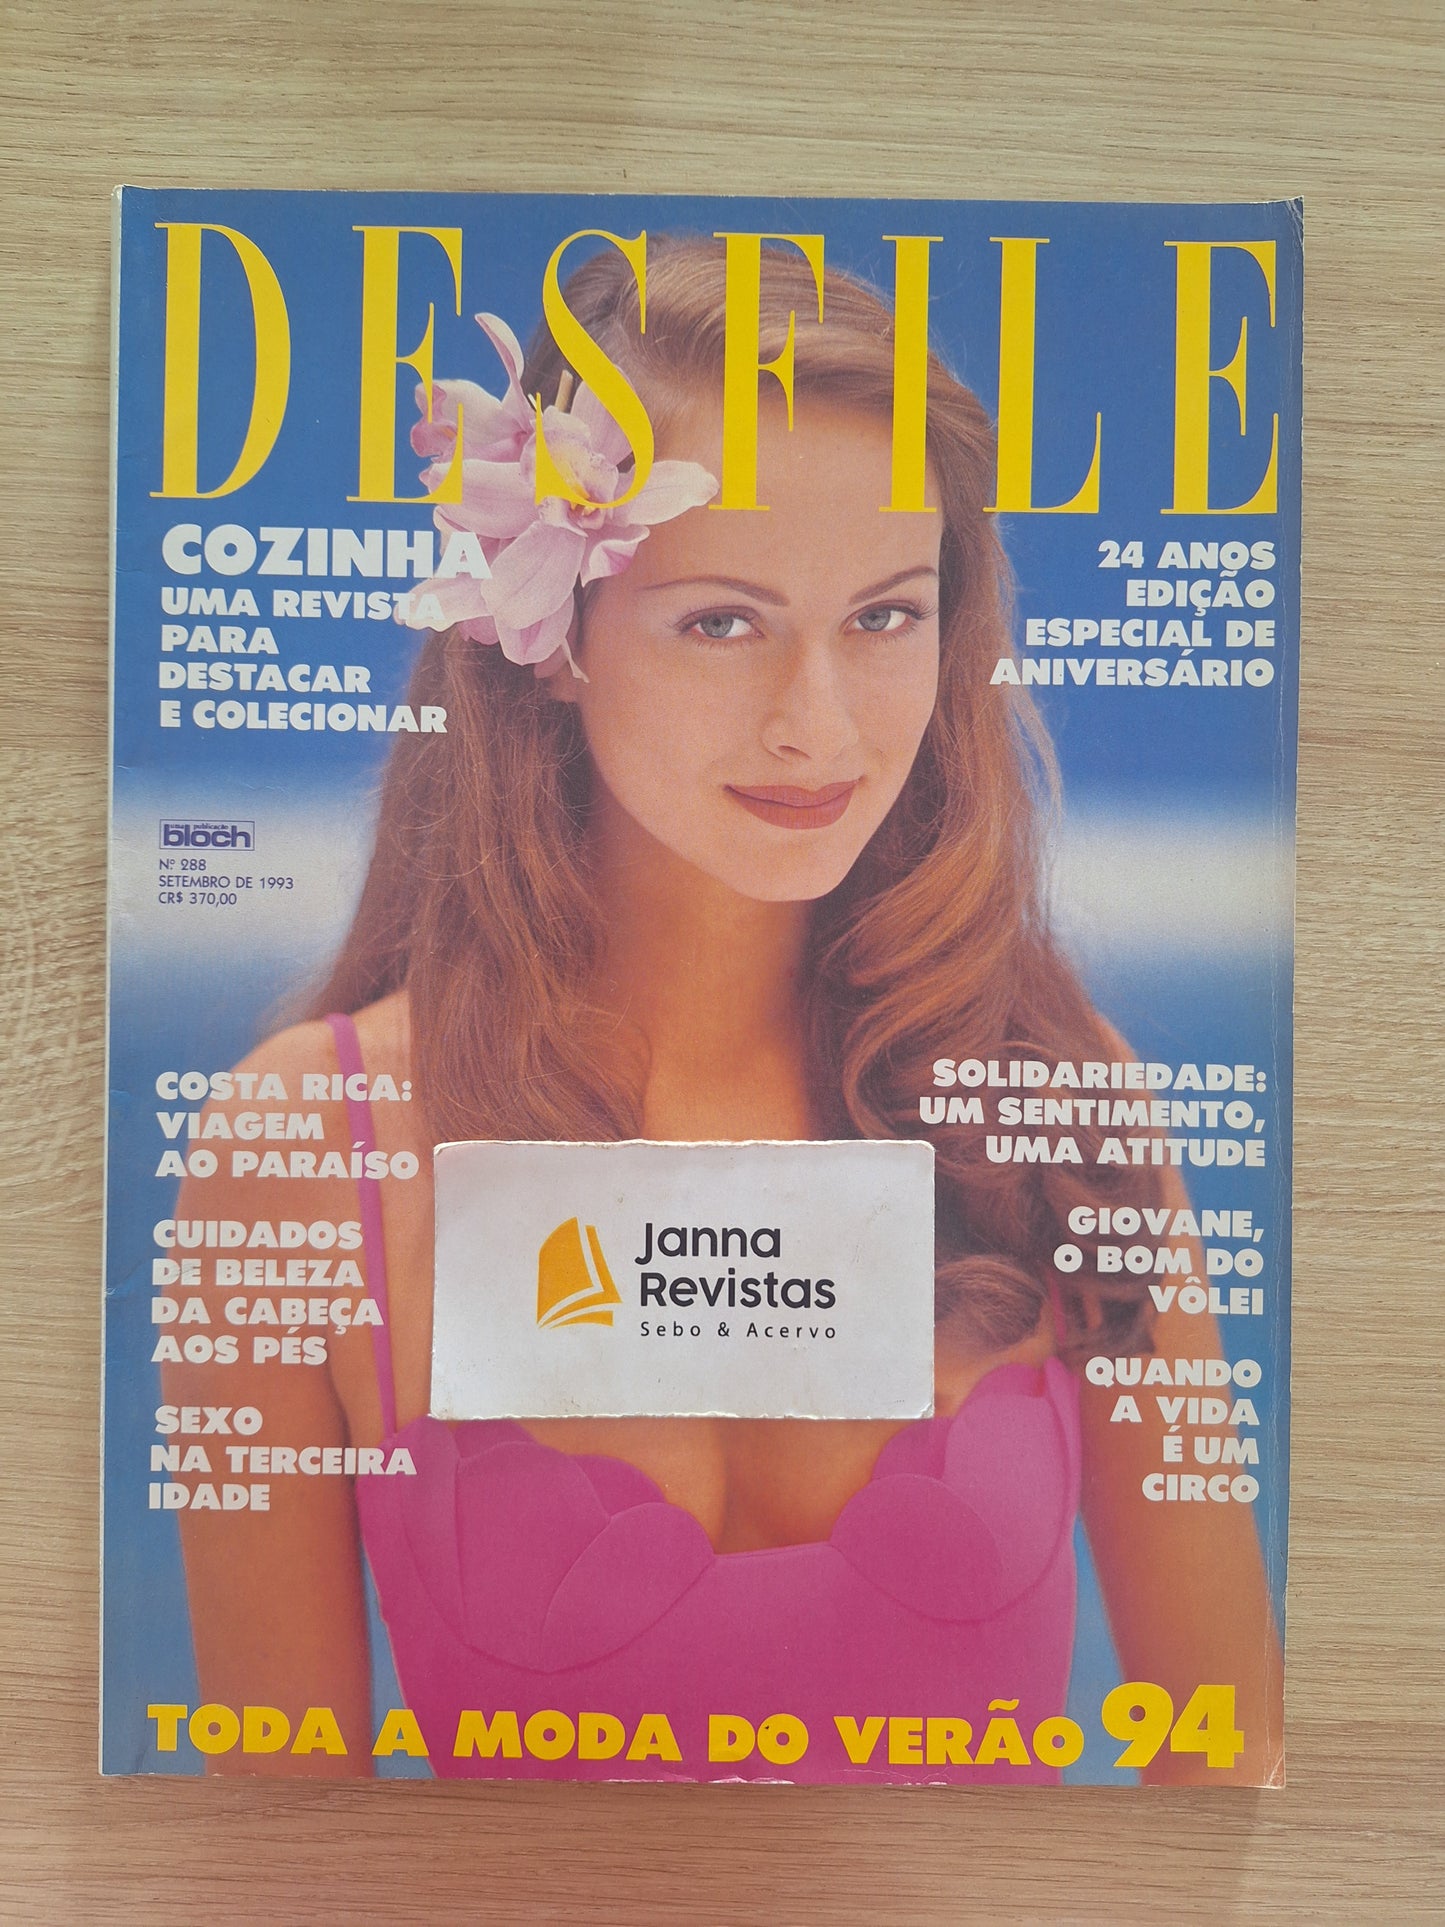 DESFILE
COZINHA
UMA REVISTA
PARA
DESTACAR
E COLECIONAR
24 ANOS
EDIÇÃO
ESPECIAL DE
ANIVERSÁRIO
uma publicação
bloch
Nº 288
SETEMBRO DE 1993
CR$ 370,00
COSTA RICA:
VIAGEM
AO PARAÍSO
CUIDADOS
DE BELEZA
DA CABEÇA
AOS PÉS
SEXO
NA TERCEIRA
IDADE
SOLIDARIEDADE:
UM SENTIMENTO,
UMA ATITUDE
GIOVANE,
O BOM DO
VÔLEI
QUANDO
A VIDA
É UM
CIRCO
Janna
Revistas
Sebo & Acervo
TODA A MODA DO VERÃO 94